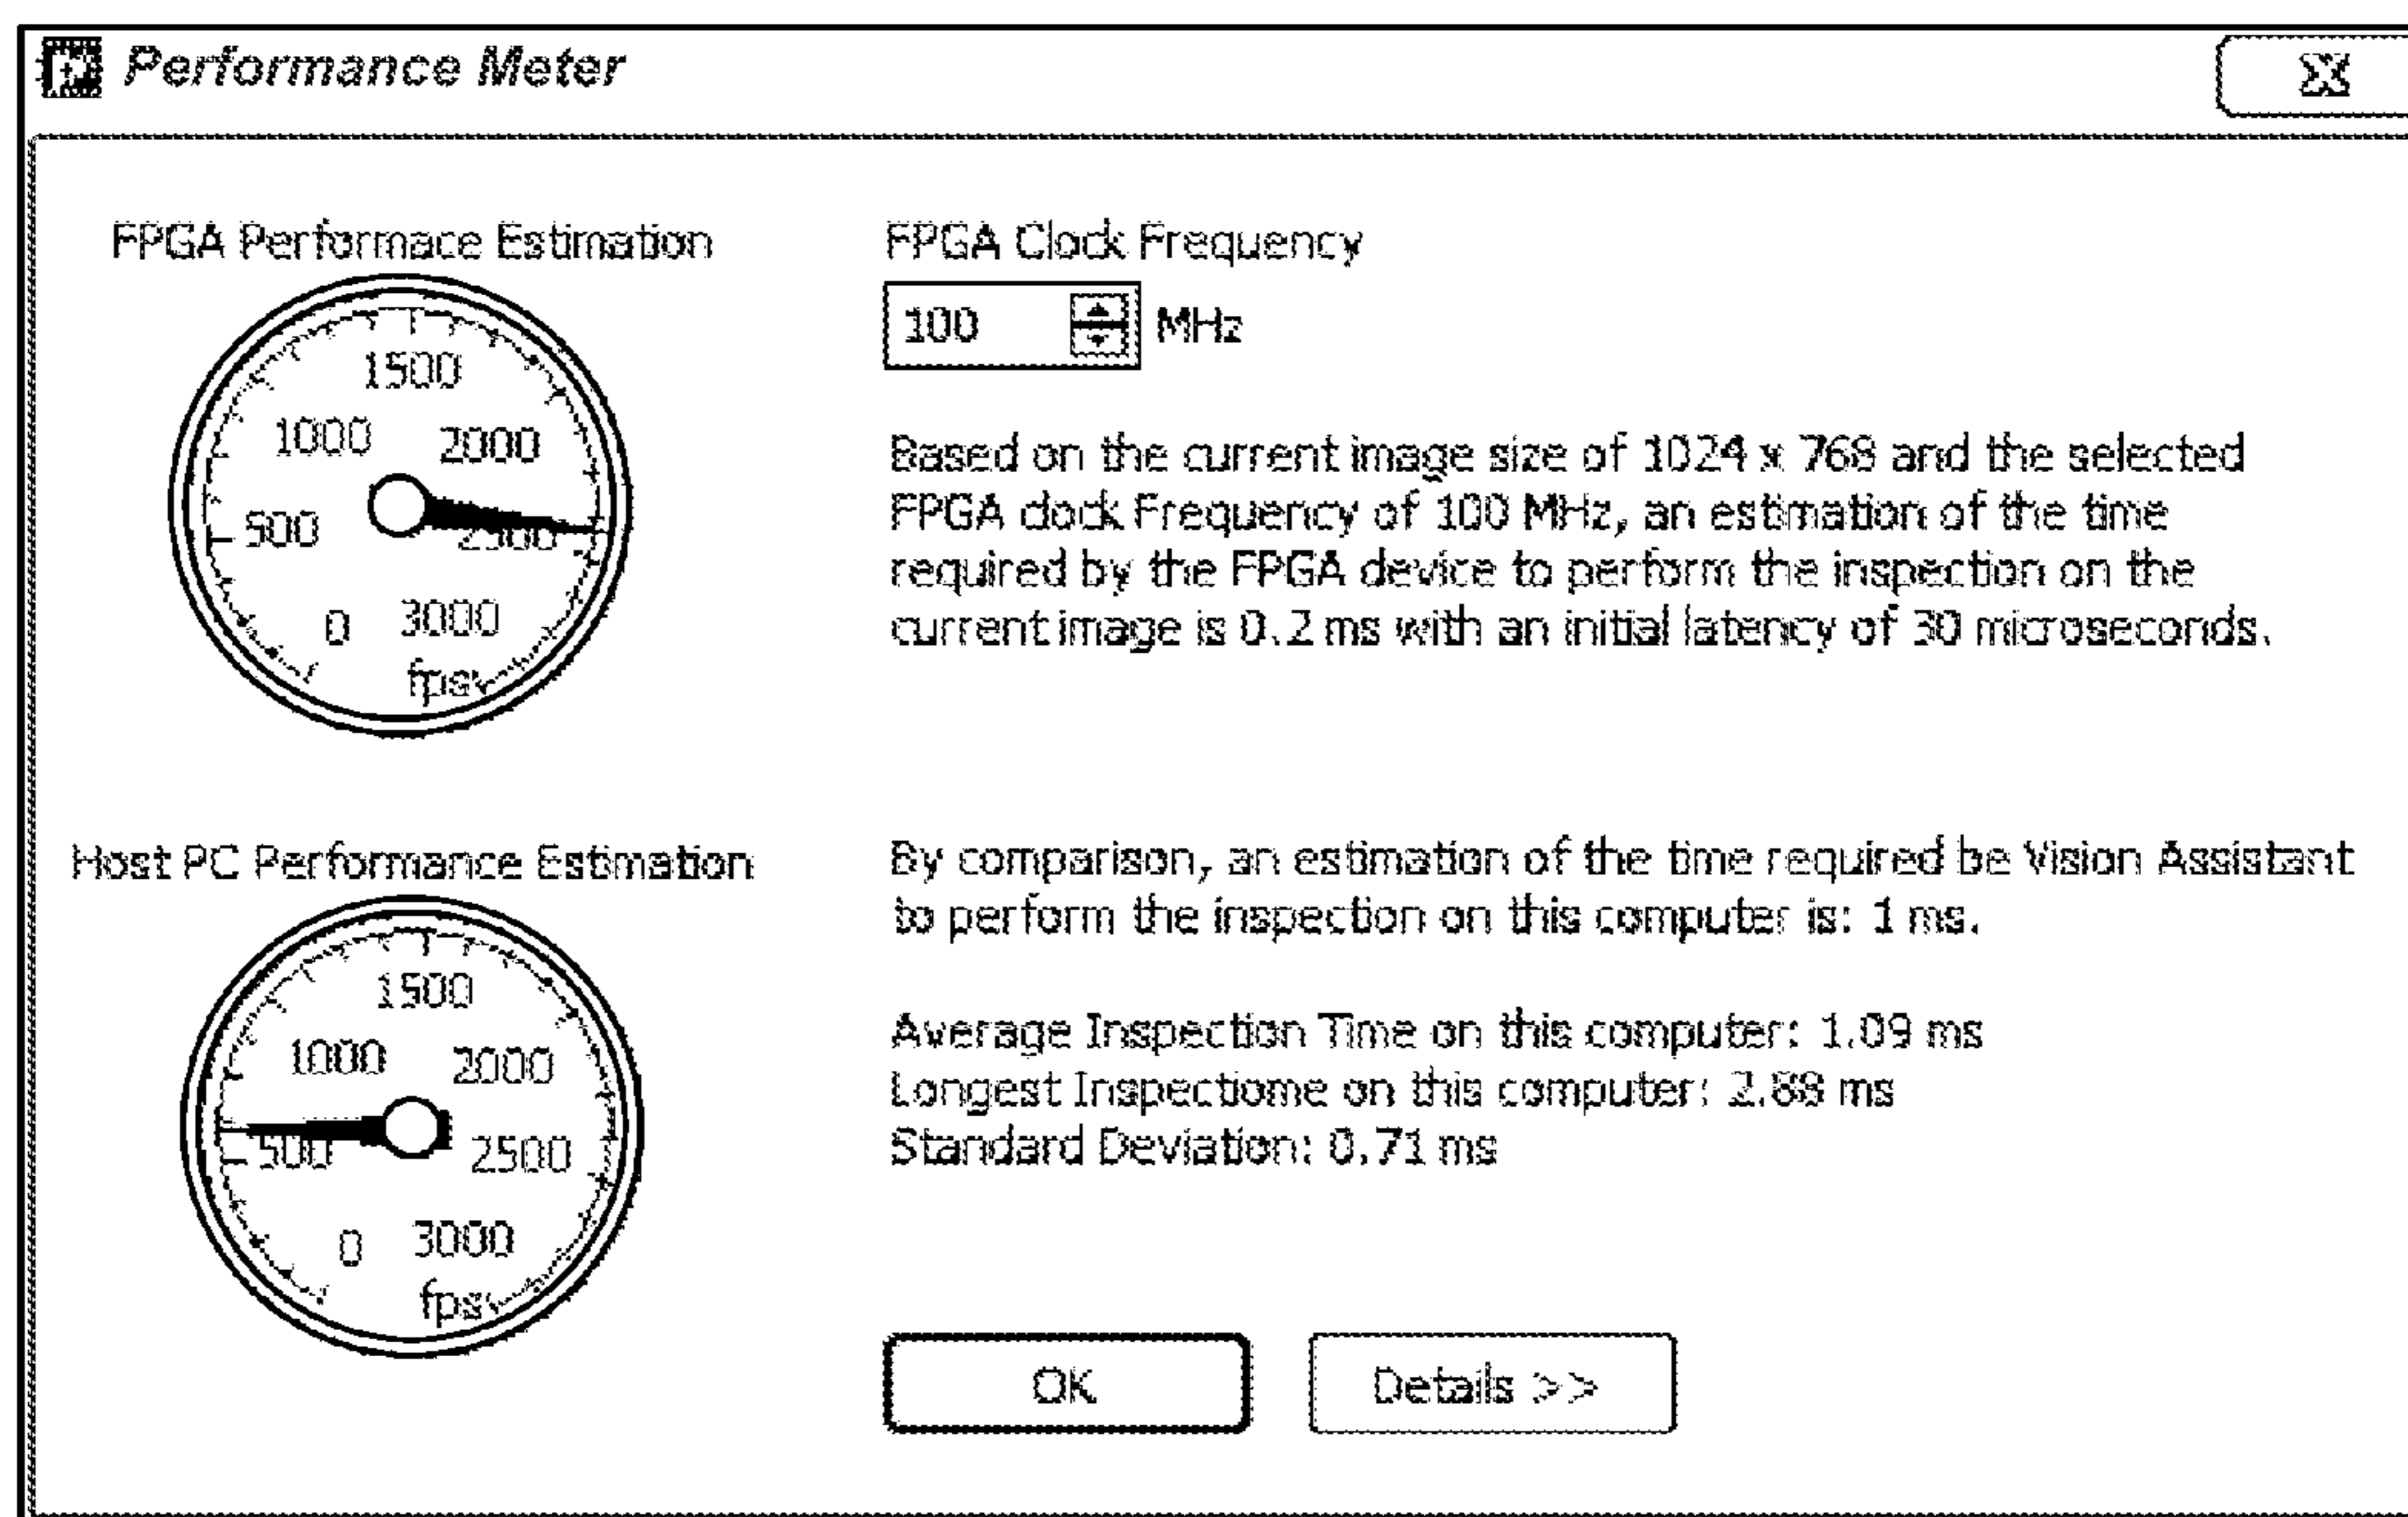 Performance Meter
FPGA Performace Estimation
1500
1000
2000
500
2500
0
3000
fps
FPGA Clock Frequency
100
MHz
Based on the current image size of 1024 x 768 and the selected
FPGA clock Frequency of 100 MHz, an estimation of the time
required by the FPGA device to perform the inspection on the
current image is 0.2 ms with an initial latency of 30 microseconds.
Host PC Performance Estimation
1500
1000
2000
500
2500
0
3000
fps
By comparison, an estimation of the time required be Vision Assistant
to perform the inspection on this computer is: 1 ms.
Average Inspection Time on this computer: 1.09 ms
Longest Inspectiome on this computer: 2.88 ms
Standard Deviation: 0.71 ms
OK
Details >>